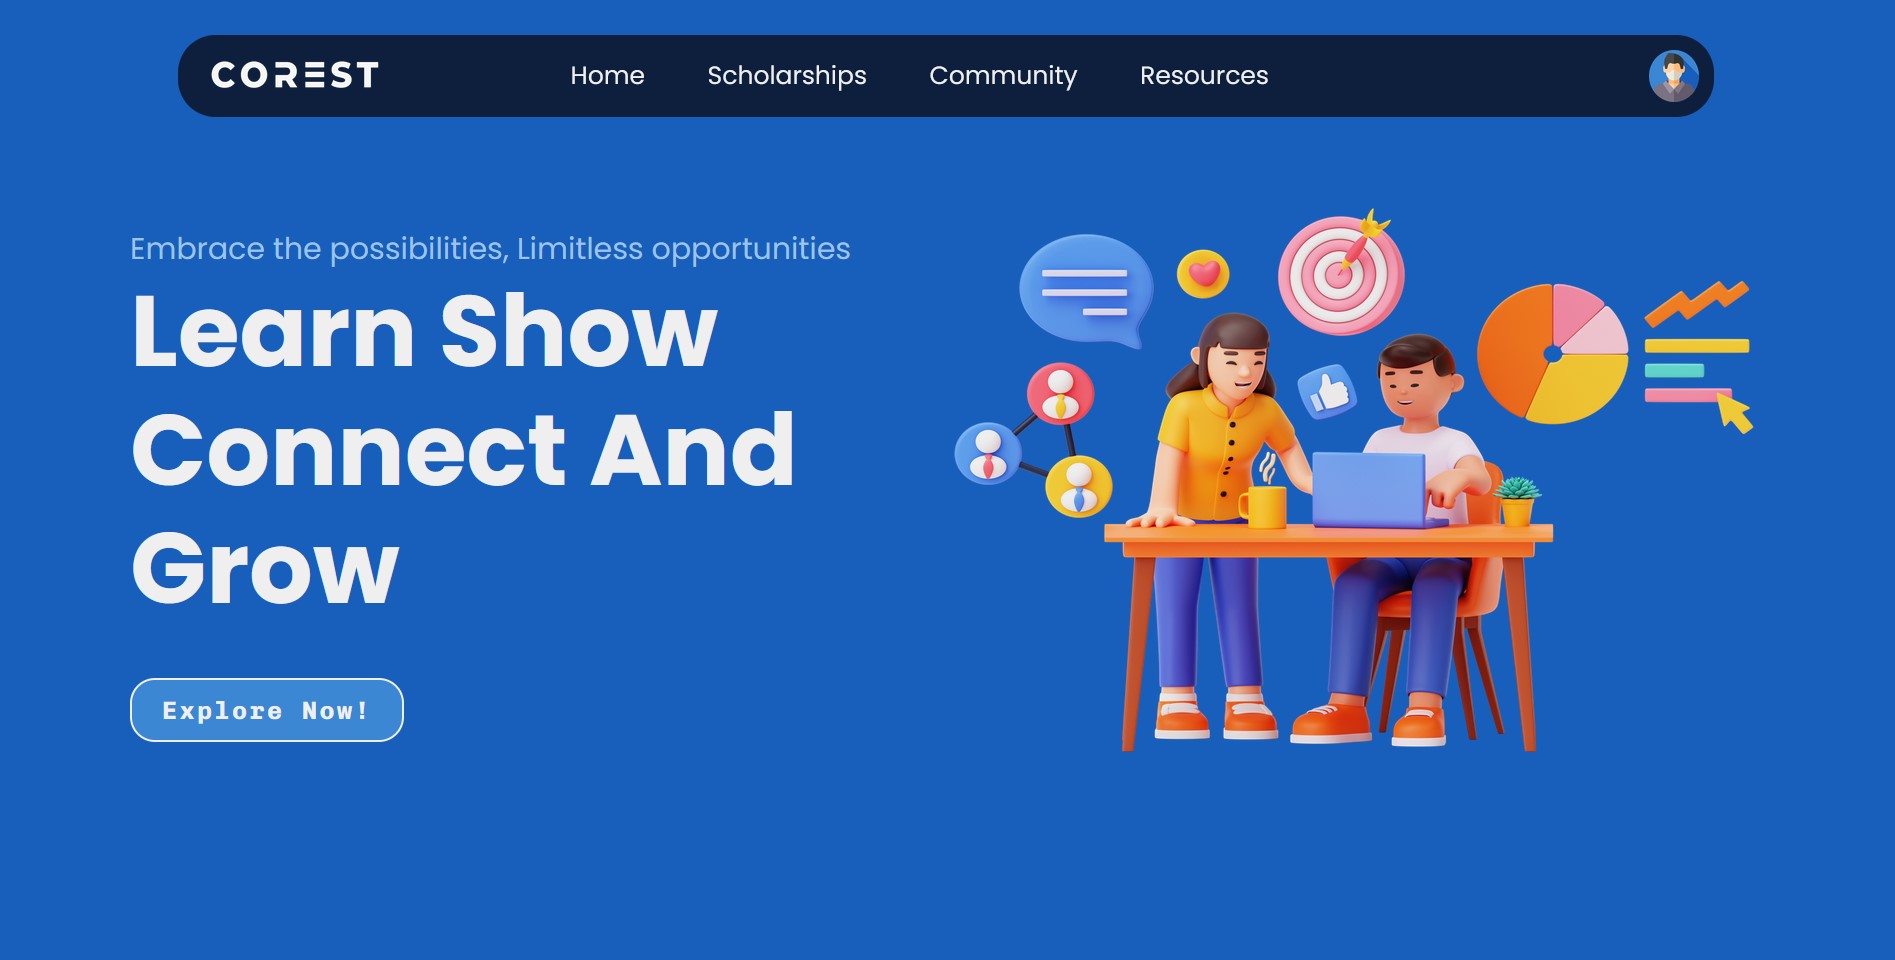 COREST
Home
Scholarships
Community
Resources
Embrace the possibilities, Limitless opportunities
Learn Show
Connect And
Grow
Explore Now!